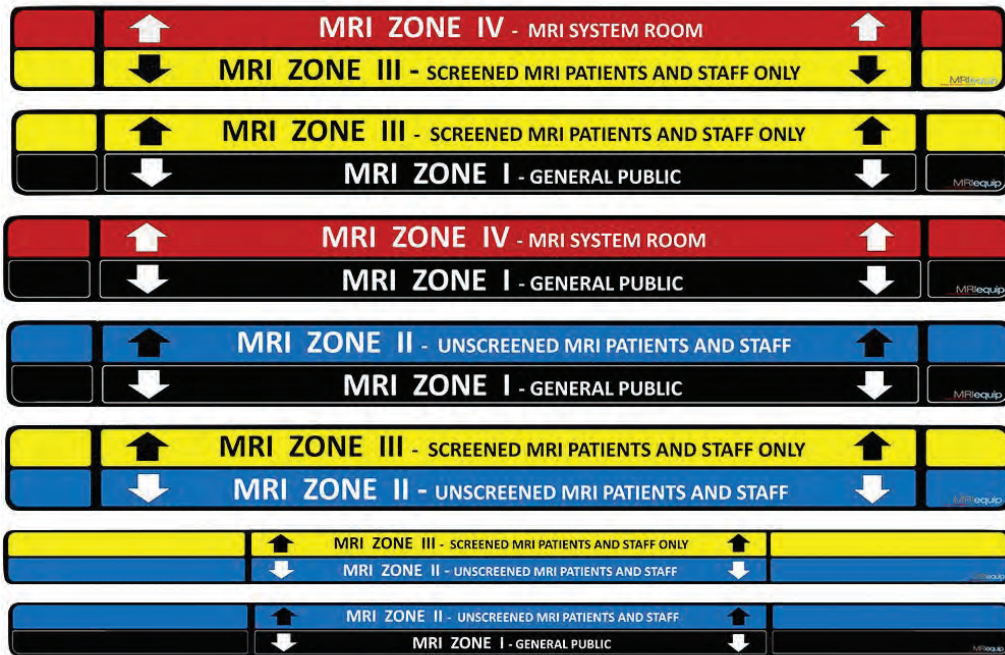 MRI ZONE IV - MRI SYSTEM ROOM
MRI ZONE III - SCREENED MRI PATIENTS AND STAFF ONLY
MRIequip
MRI ZONE III - SCREENED MRI PATIENTS AND STAFF ONLY
MRI ZONE I - GENERAL PUBLIC
MRIequip
MRI ZONE IV - MRI SYSTEM ROOM
MRI ZONE I - GENERAL PUBLIC
MRIequip
MRI ZONE II - UNSCREENED MRI PATIENTS AND STAFF
MRI ZONE I - GENERAL PUBLIC
MRIequip
MRI ZONE III - SCREENED MRI PATIENTS AND STAFF ONLY
MRI ZONE II - UNSCREENED MRI PATIENTS AND STAFF
MRIequip
MRI ZONE III - SCREENED MRI PATIENTS AND STAFF ONLY
MRI ZONE II - UNSCREENED MRI PATIENTS AND STAFF
MRIequip
MRI ZONE II - UNSCREENED MRI PATIENTS AND STAFF
MRI ZONE I - GENERAL PUBLIC
MRIequip